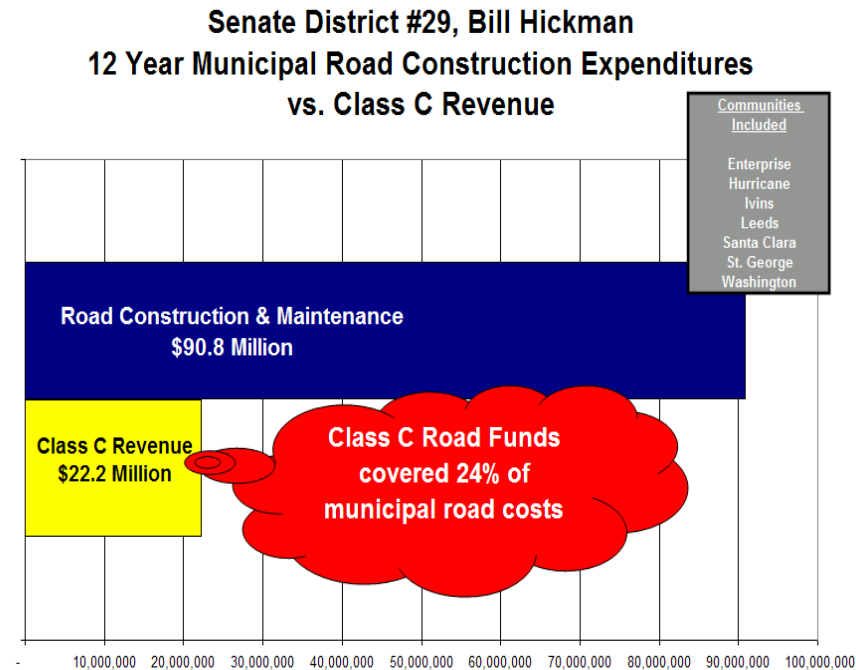 Senate District #29, Bill Hickman
12 Year Municipal Road Construction Expenditures
vs. Class C Revenue
Communities
Included
Enterprise
Hurricane
Ivins
Leeds
Santa Clara
St. George
Washington
Road Construction & Maintenance
$90.8 Million
Class C Revenue
$22.2 Million
Class C Road Funds
covered 24% of
municipal road costs
- 10,000,000 20,000,000 30,000,000 40,000,000 50,000,000 60,000,000 70,000,000 80,000,000 90,000,000 100,000,000